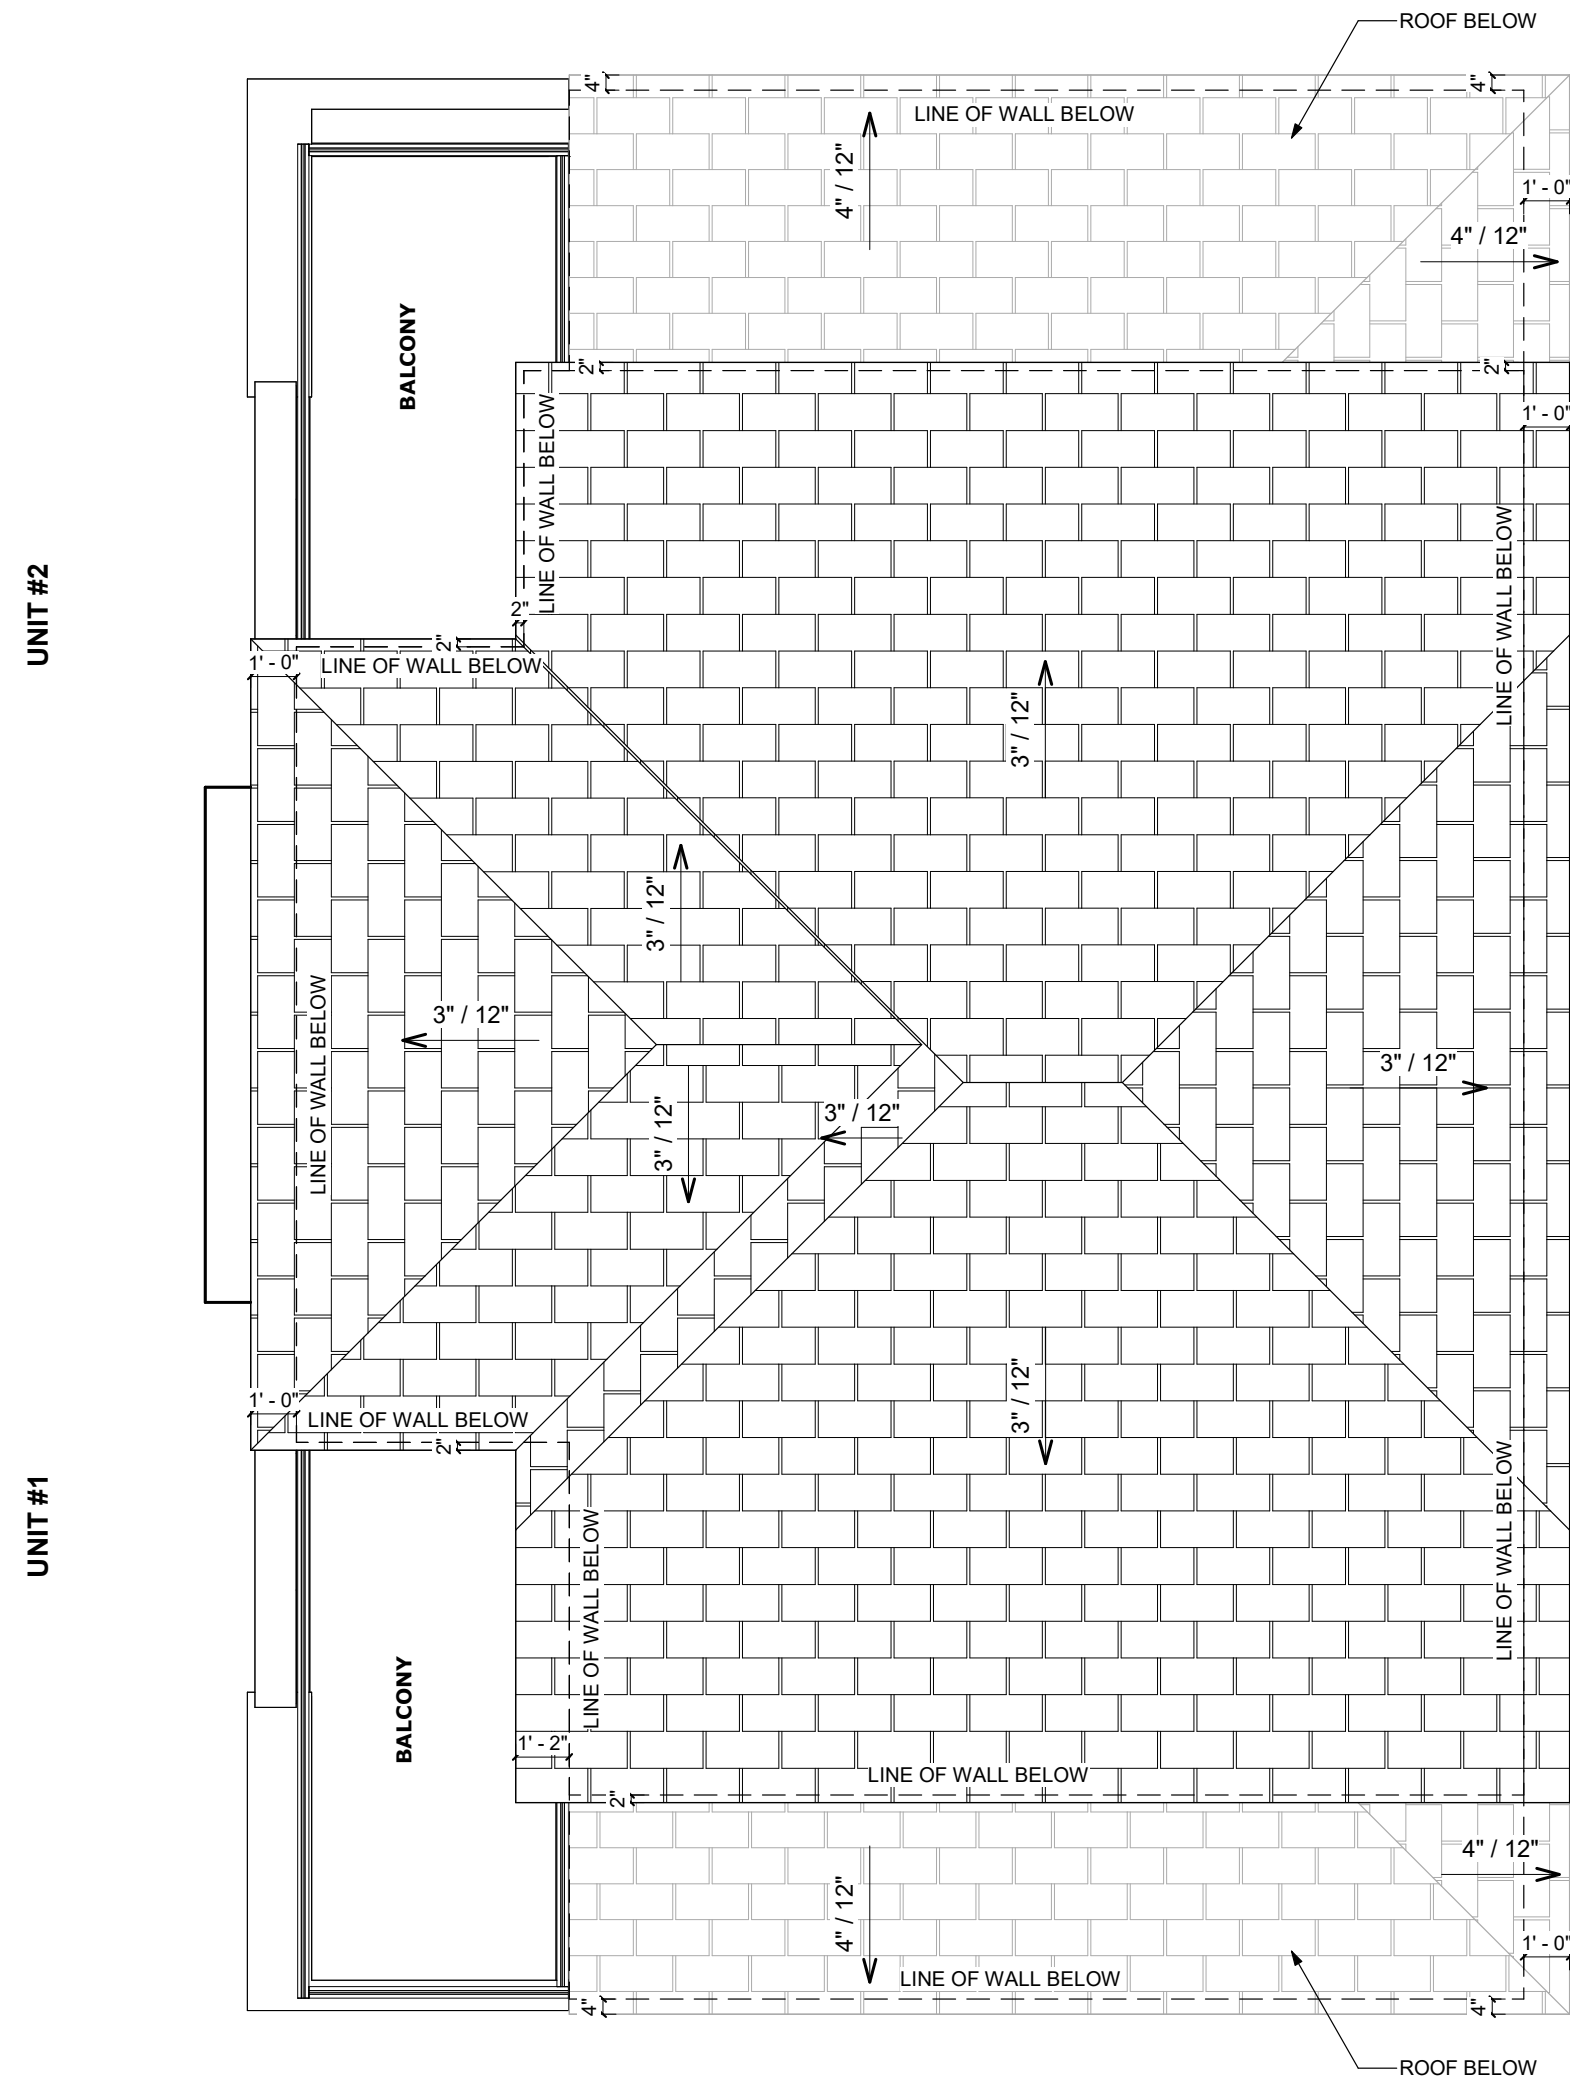 ROOF BELOW
4"
4"
LINE OF WALL BELOW
4" / 12"
1' - 0"
4" / 12"
BALCONY
2"
2"
1' - 0"
LINE OF WALL BELOW
LINE OF WALL BELOW
UNIT #2
2"
2"
1' - 0"
LINE OF WALL BELOW
3" / 12"
3" / 12"
LINE OF WALL BELOW
3" / 12"
3" / 12"
3" / 12"
3" / 12"
3" / 12"
1' - 0"
LINE OF WALL BELOW
2"
UNIT #1
LINE OF WALL BELOW
LINE OF WALL BELOW
BALCONY
1' - 2"
LINE OF WALL BELOW
2"
4" / 12"
4" / 12"
1' - 0"
LINE OF WALL BELOW
4"
4"
ROOF BELOW